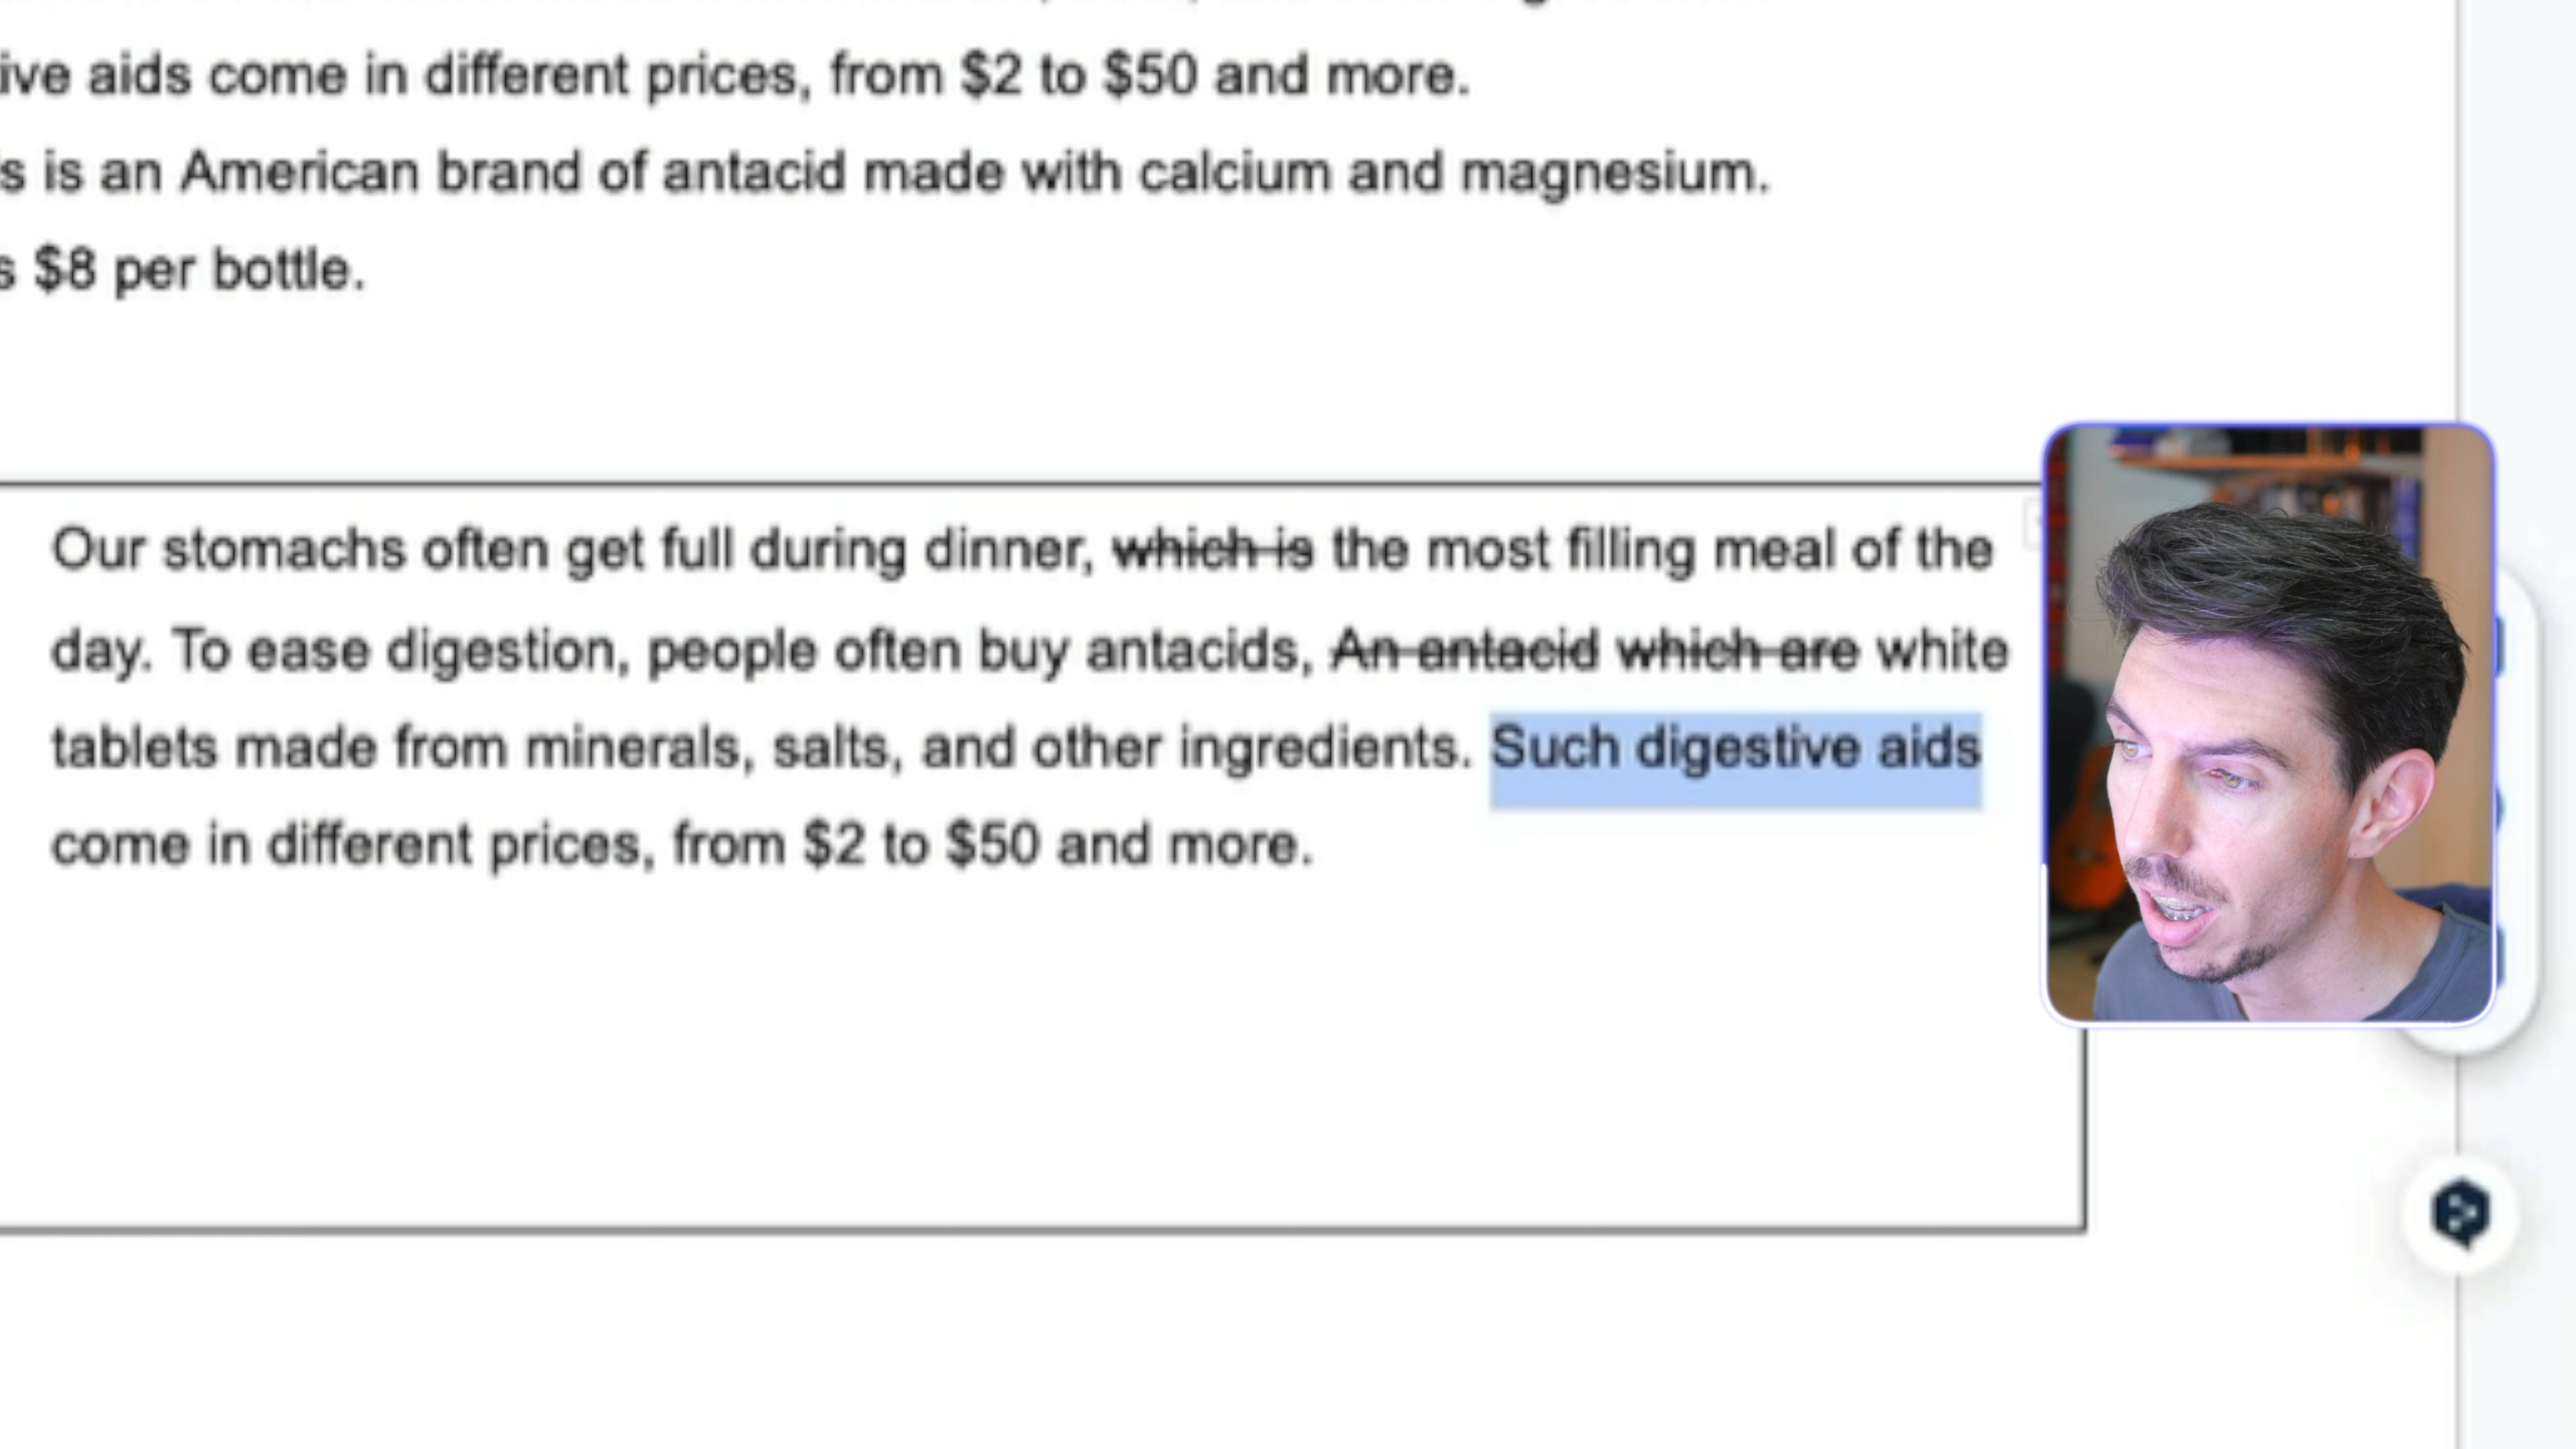 aids come in different prices, from $2 to $50 and more.
is an American brand of antacid made with calcium and magnesium.
$8 per bottle.
Our stomachs often get full during dinner, which is the most filling meal of the
day. To ease digestion, people often buy antacids, An antacid which are white
tablets made from minerals, salts, and other ingredients. Such digestive aids
come in different prices, from $2 to $50 and more.